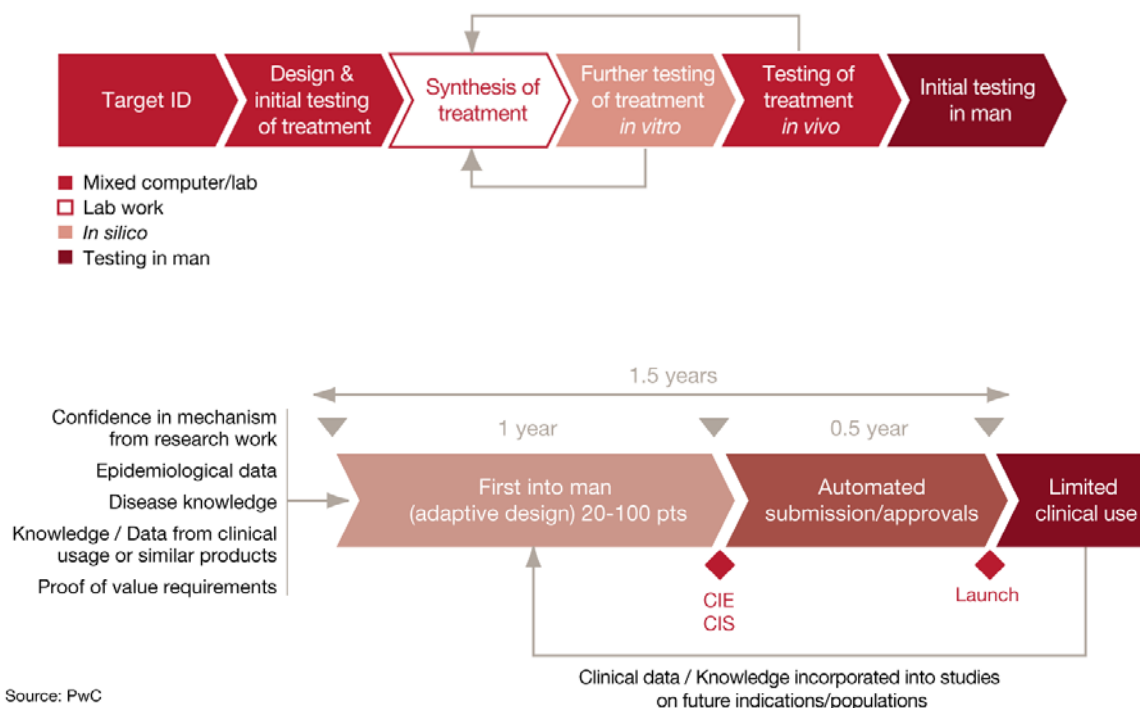 Target ID
Design &
initial testing
of treatment
Synthesis of
treatment
Further testing
of treatment
in vitro
Testing of
treatment
in vivo
Initial testing
in man
Mixed computer/lab
Lab work
In silico
Testing in man
1.5 years
Confidence in mechanism
from research work
Epidemiological data
Disease knowledge
Knowledge / Data from clinical
usage or similar products
Proof of value requirements
1 year
0.5 year
First into man
(adaptive design) 20-100 pts
Automated
submission/approvals
Limited
clinical use
CIE
CIS
Launch
Clinical data / Knowledge incorporated into studies
on future indications/populations
Source: PwC